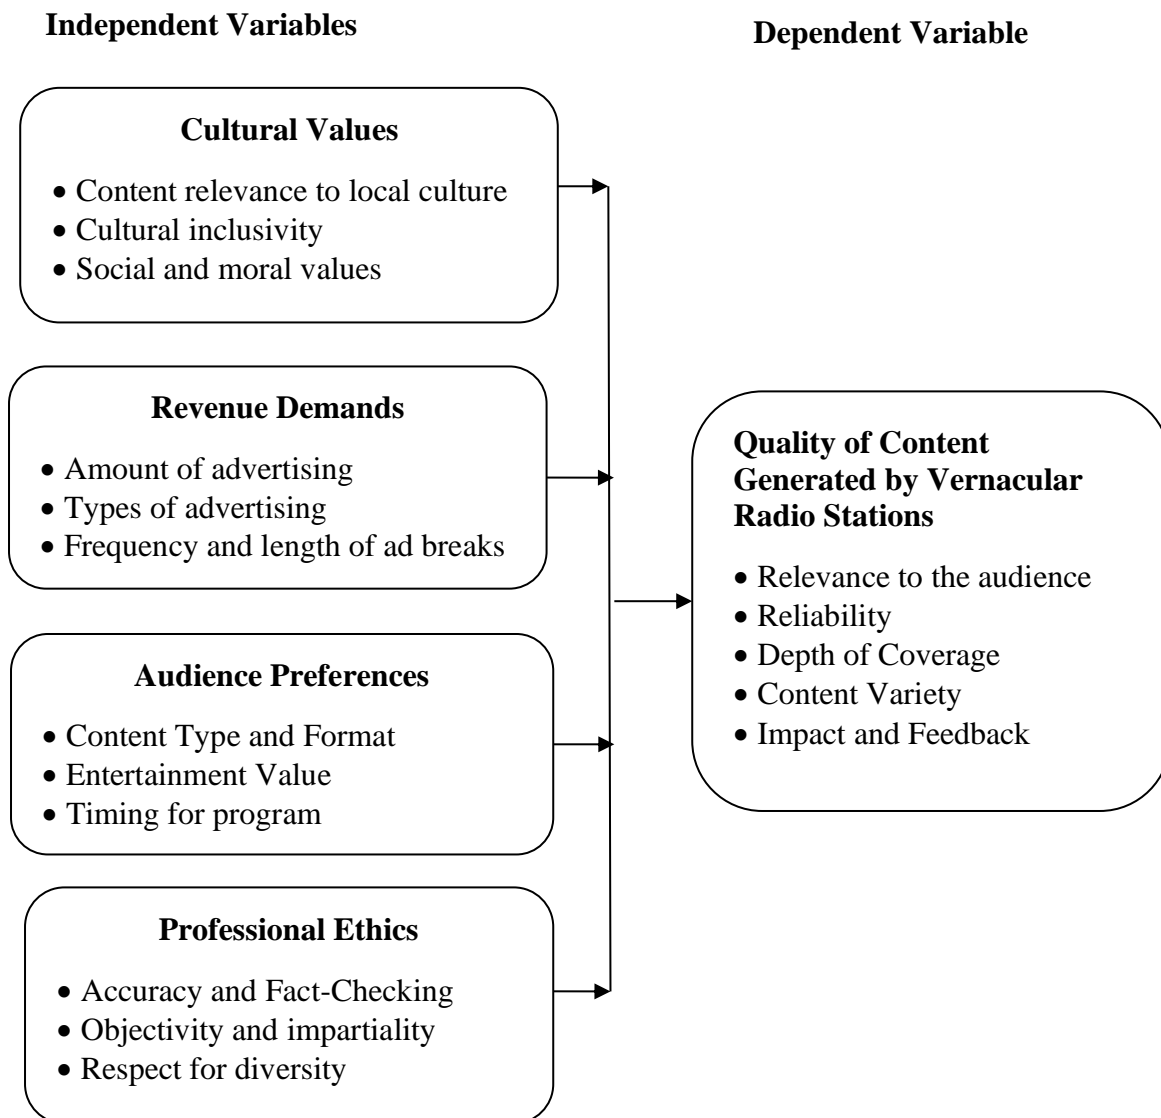 Independent Variables
Dependent Variable
Cultural Values
• Content relevance to local culture
• Cultural inclusivity
• Social and moral values
Revenue Demands
• Amount of advertising
• Types of advertising
• Frequency and length of ad breaks
Audience Preferences
• Content Type and Format
• Entertainment Value
• Timing for program
Professional Ethics
• Accuracy and Fact-Checking
• Objectivity and impartiality
• Respect for diversity
Quality of Content
Generated by Vernacular
Radio Stations
• Relevance to the audience
• Reliability
• Depth of Coverage
• Content Variety
• Impact and Feedback